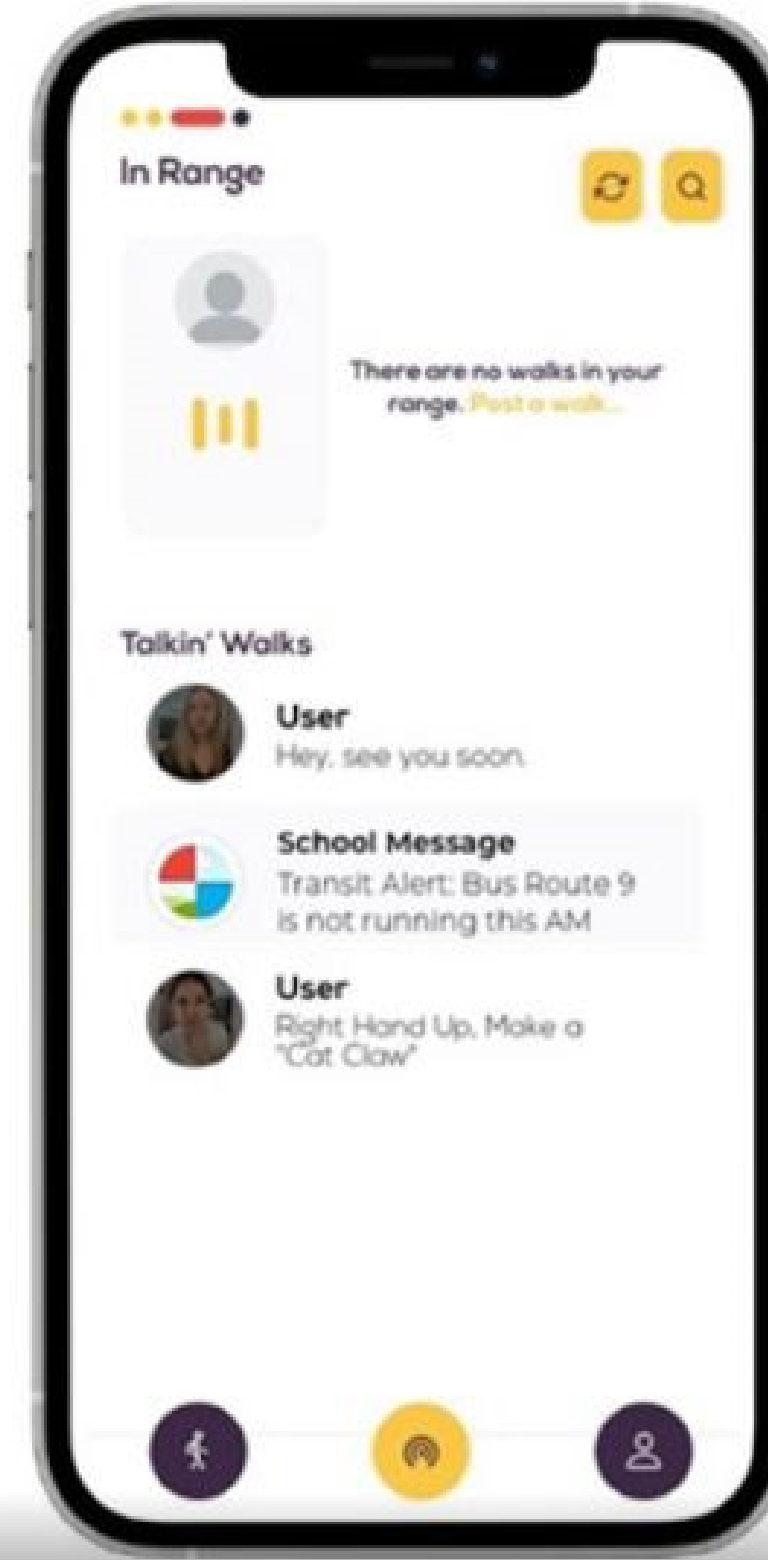 In Range
There are no walks in your
range. Post a walk...
Talkin' Walks
User
Hey, see you soon.
School Message
Transit Alert: Bus Route 9
is not running this AM
User
Right Hand Up, Make a
"Cat Claw"